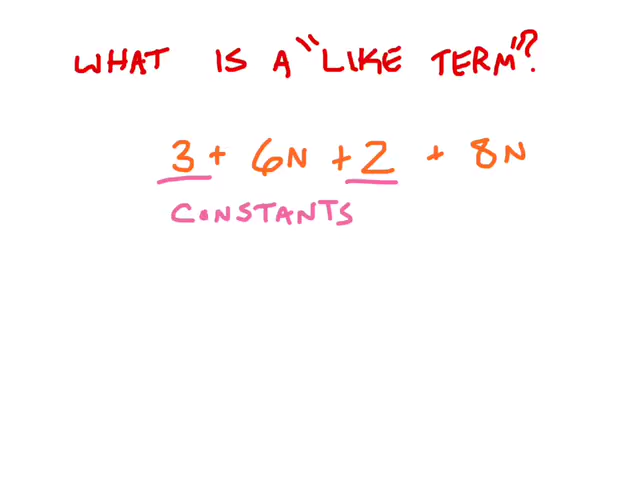 WHAT IS A "LIKE TERM"?
3 + 6N + 2 + 8N
CONSTANTS